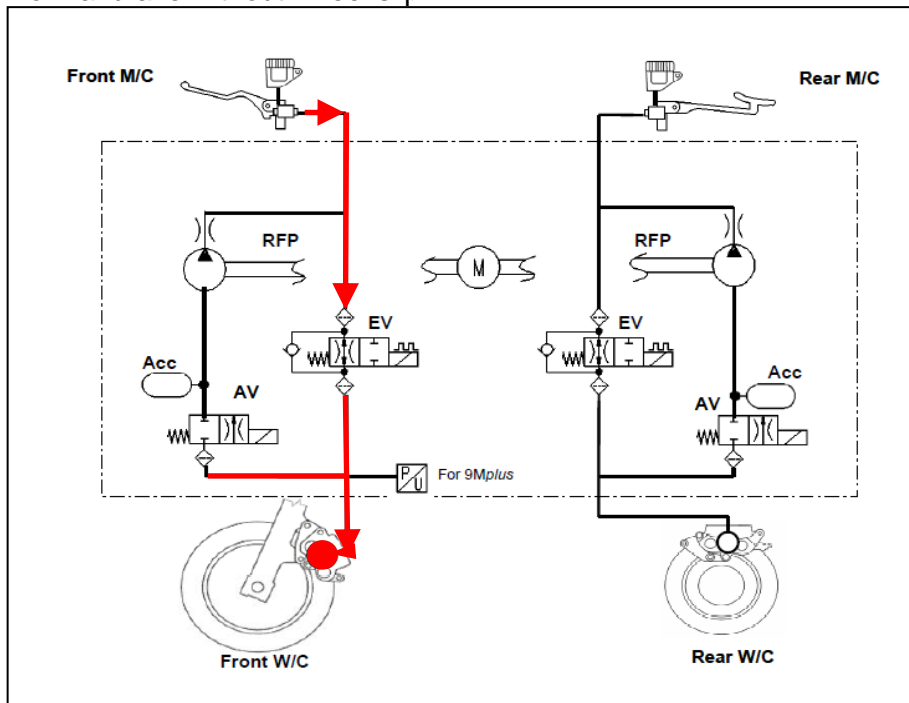 Front M/C
Rear M/C
RFP
M
RFP
EV
EV
Acc
AV
Acc
AV
P
U
For 9Mplus
Front W/C
Rear W/C